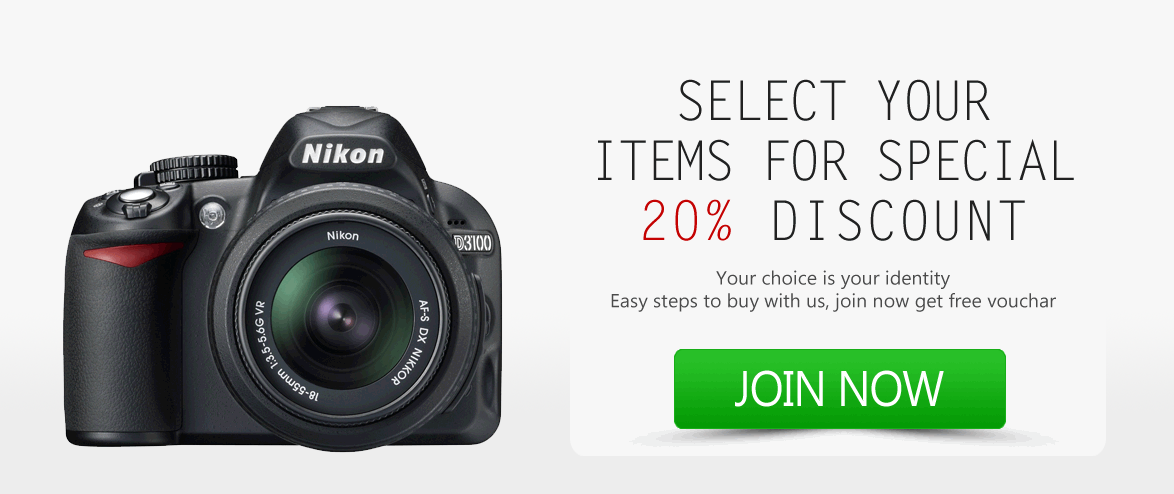 Nikon
Nikon
D3100
AF-S DX NIKKOR
18-55mm 1:3.5-5.6G VR
SELECT YOUR
ITEMS FOR SPECIAL
20% DISCOUNT
Your choice is your identity
Easy steps to buy with us, join now get free vouchar
JOIN NOW